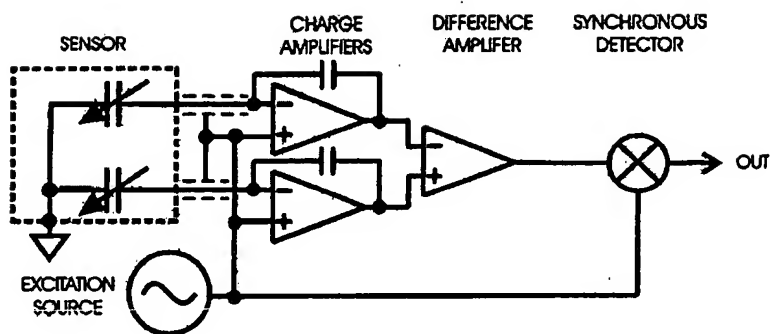 SENSOR
CHARGE
AMPLIFIERS
DIFFERENCE
AMPLIFER
SYNCHRONOUS
DETECTOR
−
+
−
+
−
+
OUT
EXCITATION
SOURCE